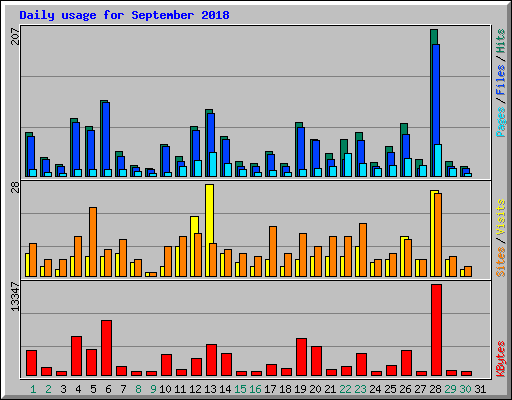 Daily usage for September 2018
207
Pages / Files / Hits
28
Sites / Visits
13347
KBytes
1 2 3 4 5 6 7 8 9 10 11 12 13 14 15 16 17 18 19 20 21 22 23 24 25 26 27 28 29 30 31